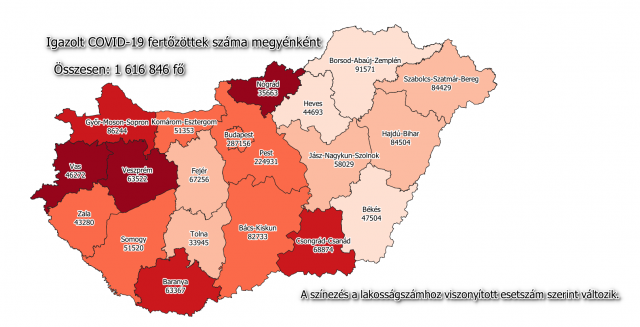 Igazolt COVID-19 fertőzöttek száma megyénként
Összesen: 1 616 846 fő
Borsod-Abaúj-Zemplén
91571
Szabolcs-Szatmár-Bereg
84429
Nógrád
35663
Heves
44693
Győr-Moson-Sopron
86744
Komárom-Esztergom
51353
Budapest
287156
Pest
224931
Hajdú-Bihar
84504
Jász-Nagykun-Szolnok
58029
Vas
46272
Veszprém
63522
Fejér
67256
Zala
43280
Somogy
51520
Tolna
33945
Bács-Kiskun
82733
Békés
47504
Csongrád-Csanád
68874
Baranya
63367
A színezés a lakosságszámhoz viszonyított esetszám szerint változik.